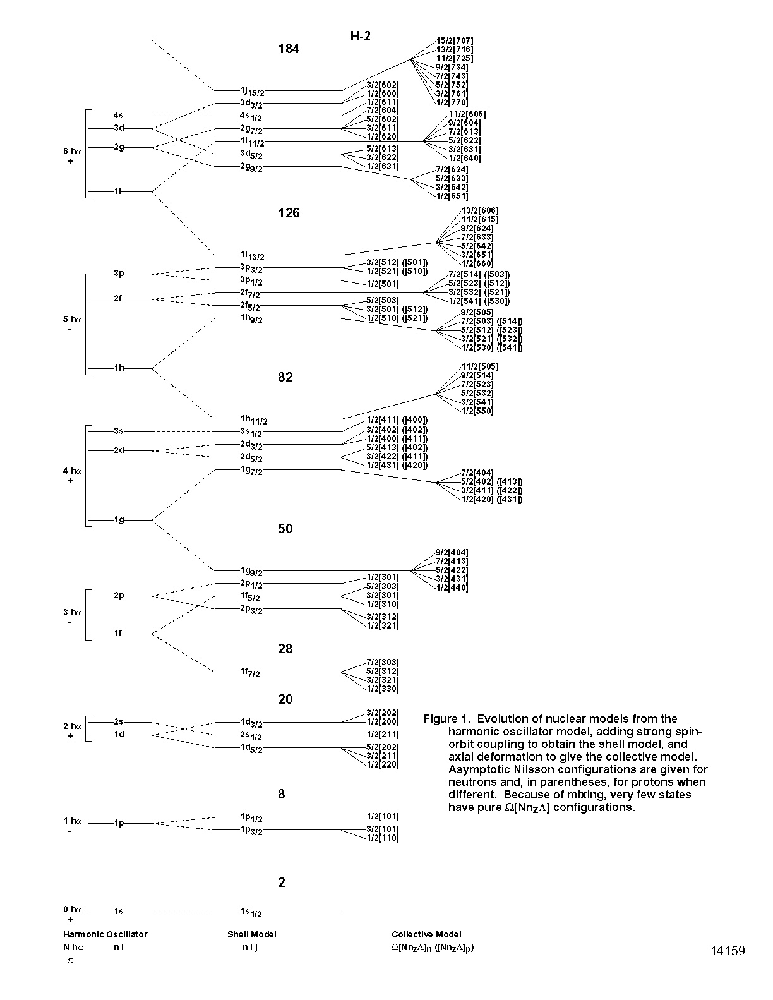 H-2
184
15/2[707]
13/2[716]
11/2[725]
9/2[734]
7/2[743]
5/2[752]
3/2[761]
1/2[770]
1j15/2
3d3/2
3/2[602]
1/2[600]
4s
4s1/2
1/2[611]
3d
2g7/2
7/2[604]
5/2[602]
3/2[611]
1/2[620]
1I11/2
11/2[606]
9/2[604]
7/2[613]
5/2[622]
3/2[631]
1/2[640]
6 hω
+
2g
3d5/2
5/2[613]
3/2[622]
1/2[631]
2g9/2
7/2[624]
5/2[633]
3/2[642]
1/2[651]
1I
126
13/2[606]
11/2[615]
9/2[624]
7/2[633]
5/2[642]
3/2[651]
1/2[660]
1I13/2
3p
3p3/2
3/2[512] ([501])
1/2[521] ([510])
3p1/2
1/2[501]
2f
2f7/2
7/2[514] ([503])
5/2[523] ([512])
3/2[532] ([521])
1/2[541] ([530])
2f5/2
5/2[503]
3/2[501] ([512])
1/2[510] ([521])
5 hω
-
1h9/2
9/2[505]
7/2[503] ([514])
5/2[512] ([523])
3/2[521] ([532])
1/2[530] ([541])
1h
82
11/2[505]
9/2[514]
7/2[523]
5/2[532]
3/2[541]
1/2[550]
1h11/2
3s
3s1/2
1/2[411] ([400])
2d
2d3/2
3/2[402] ([402])
1/2[400] ([411])
2d5/2
5/2[413] ([402])
3/2[422] ([411])
1/2[431] ([420])
4 hω
+
1g7/2
7/2[404]
5/2[402] ([413])
3/2[411] ([422])
1/2[420] ([431])
1g
50
1g9/2
9/2[404]
7/2[413]
5/2[422]
3/2[431]
1/2[440]
2p1/2
1/2[301]
2p
1f5/2
5/2[303]
3/2[301]
1/2[310]
3 hω
-
2p3/2
3/2[312]
1/2[321]
1f
28
1f7/2
7/2[303]
5/2[312]
3/2[321]
1/2[330]
20
2 hω
+
2s
1d3/2
3/2[202]
1/2[200]
1d
2s1/2
1/2[211]
1d5/2
5/2[202]
3/2[211]
1/2[220]
Figure 1. Evolution of nuclear models from the
harmonic oscillator model, adding strong spin-
orbit coupling to obtain the shell model, and
axial deformation to give the collective model.
Asymptotic Nilsson configurations are given for
neutrons and, in parentheses, for protons when
different. Because of mixing, very few states
have pure Ω[NnzΛ] configurations.
8
1 hω
-
1p
1p1/2
1/2[101]
1p3/2
3/2[101]
1/2[110]
2
0 hω
+
1s
1s1/2
Harmonic Oscillator
Shell Model
Collective Model
N hω
n l
n l j
Ω[NnzΛ]n ([NnzΛ]p)
π
14159